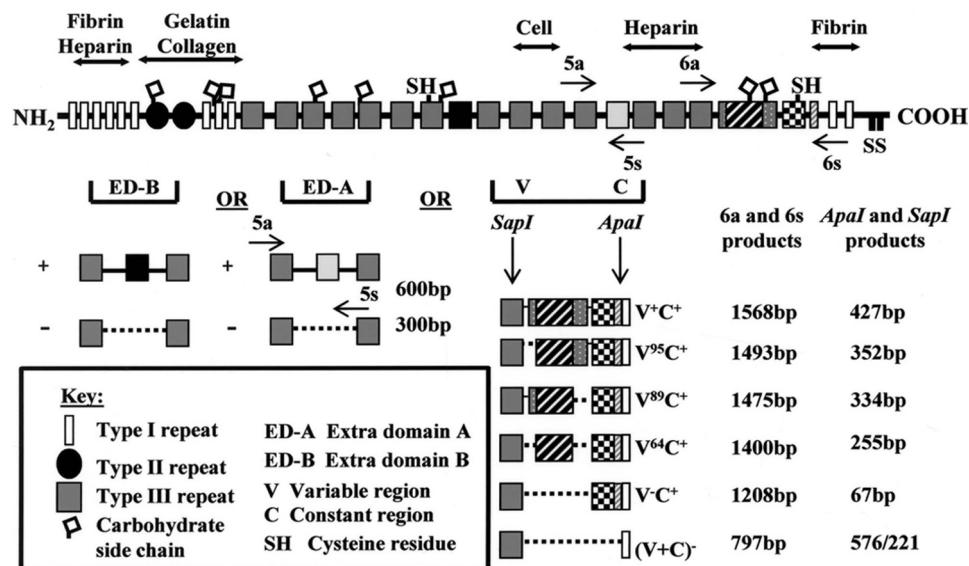 Fibrin Gelatin
Heparin Collagen Cell Heparin Fibrin
5a 6a
SH SH
NH2 COOH
5s 6s SS
ED-B OR ED-A OR V C
5a SapI ApaI 6a and 6s ApaI and SapI
products products
+ +
600bp
5s
- - 300bp
V⁺C⁺ 1568bp 427bp
V⁹⁵C⁺ 1493bp 352bp
V⁸⁹C⁺ 1475bp 334bp
V⁶⁴C⁺ 1400bp 255bp
V⁻C⁺ 1208bp 67bp
(V+C)⁻ 797bp 576/221
Key:
Type I repeat
Type II repeat
Type III repeat
Carbohydrate
side chain
ED-A Extra domain A
ED-B Extra domain B
V Variable region
C Constant region
SH Cysteine residue